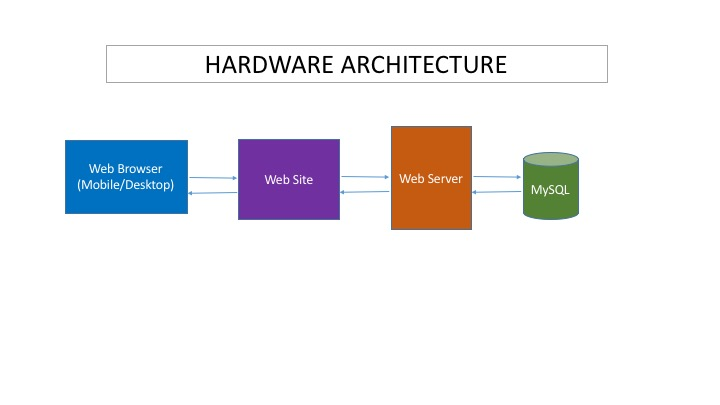 HARDWARE ARCHITECTURE
Web Browser
(Mobile/Desktop)
Web Site
Web Server
MySQL